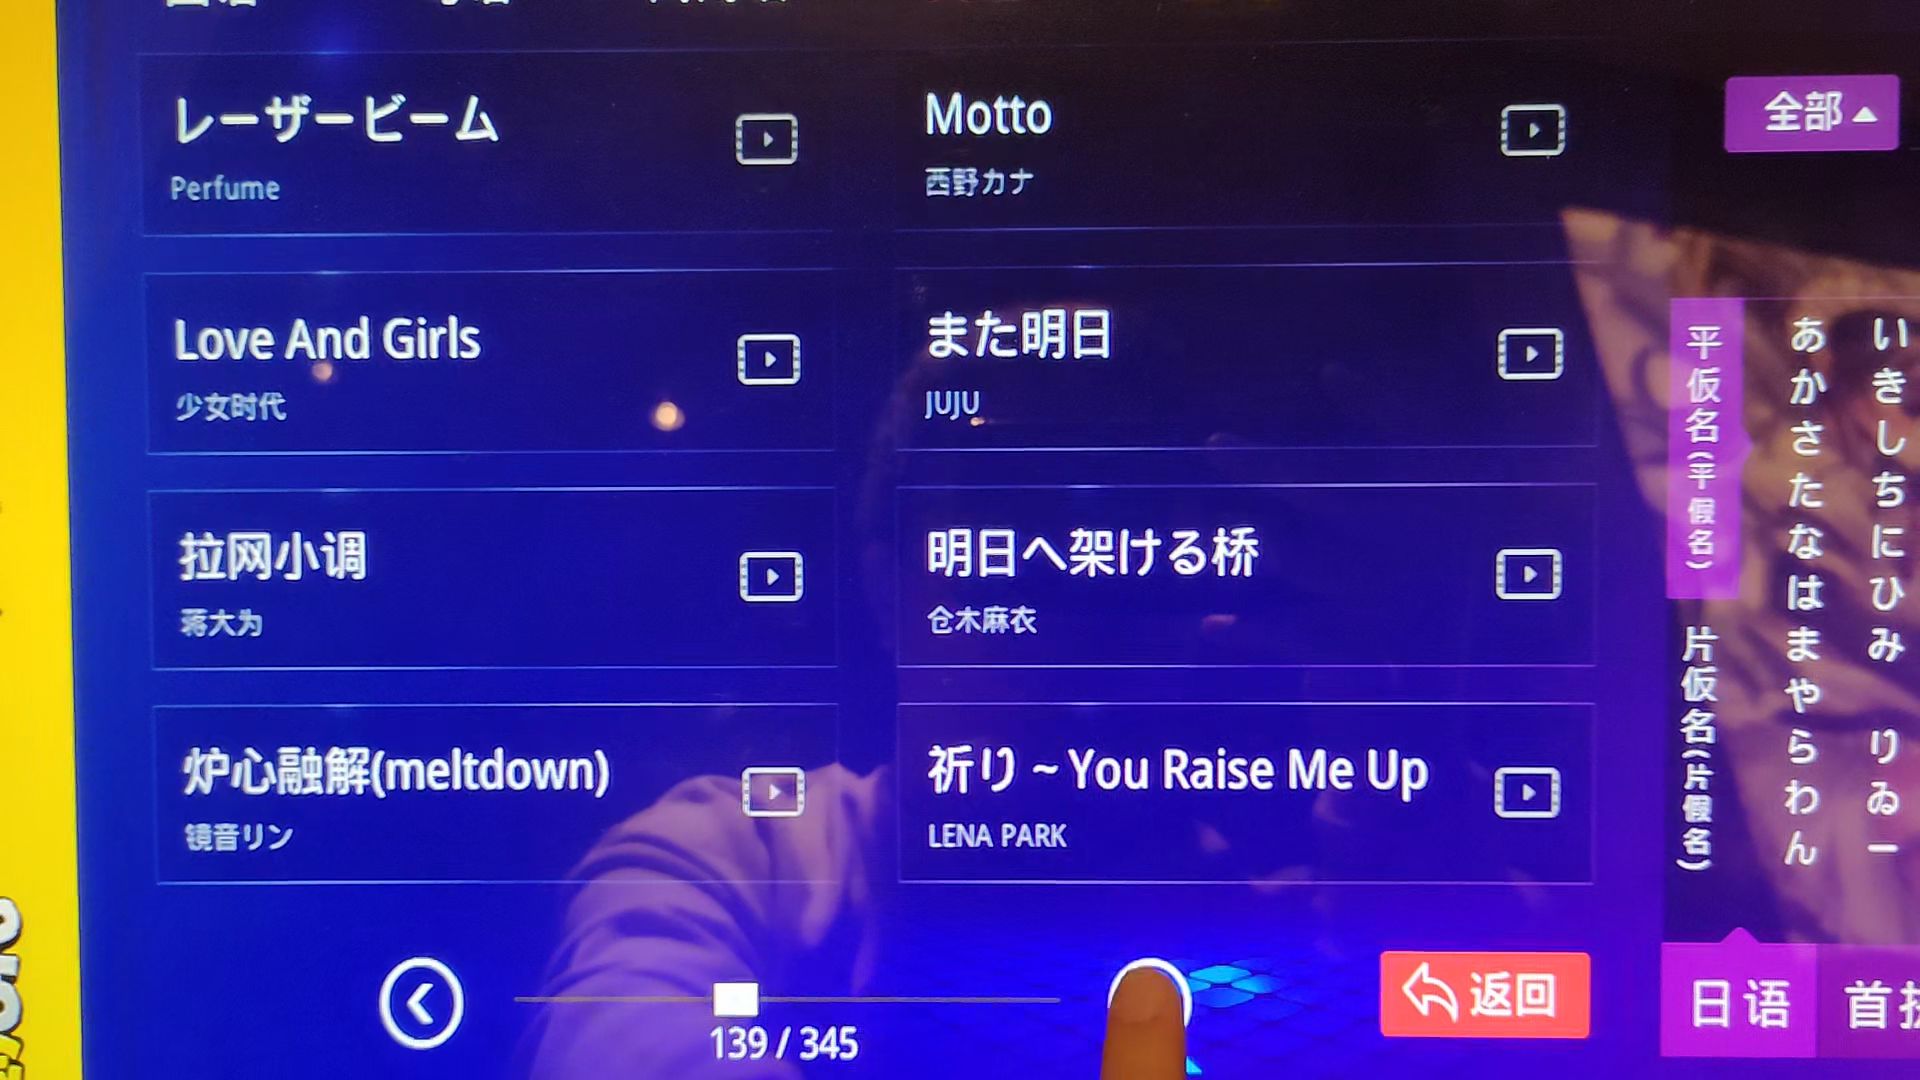 レーザービーム
Perfume
Motto
西野カナ
Love And Girls
少女时代
また明日
JUJU
拉网小调
蒋大为
明日へ架ける桥
仓木麻衣
炉心融解(meltdown)
镜音リン
祈り ~ You Raise Me Up
LENA PARK
139 / 345
返回
全部
平仮名(平假名)
片仮名(片假名)
あかさたなはまやらわん
いきしちにひみ りゐー
日语
首